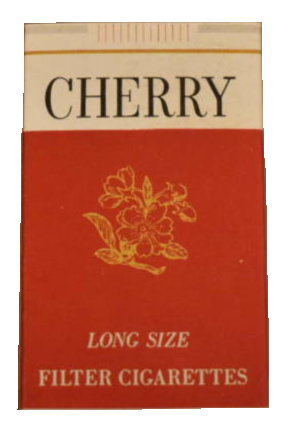 CHERRY
LONG SIZE
FILTER CIGARETTES